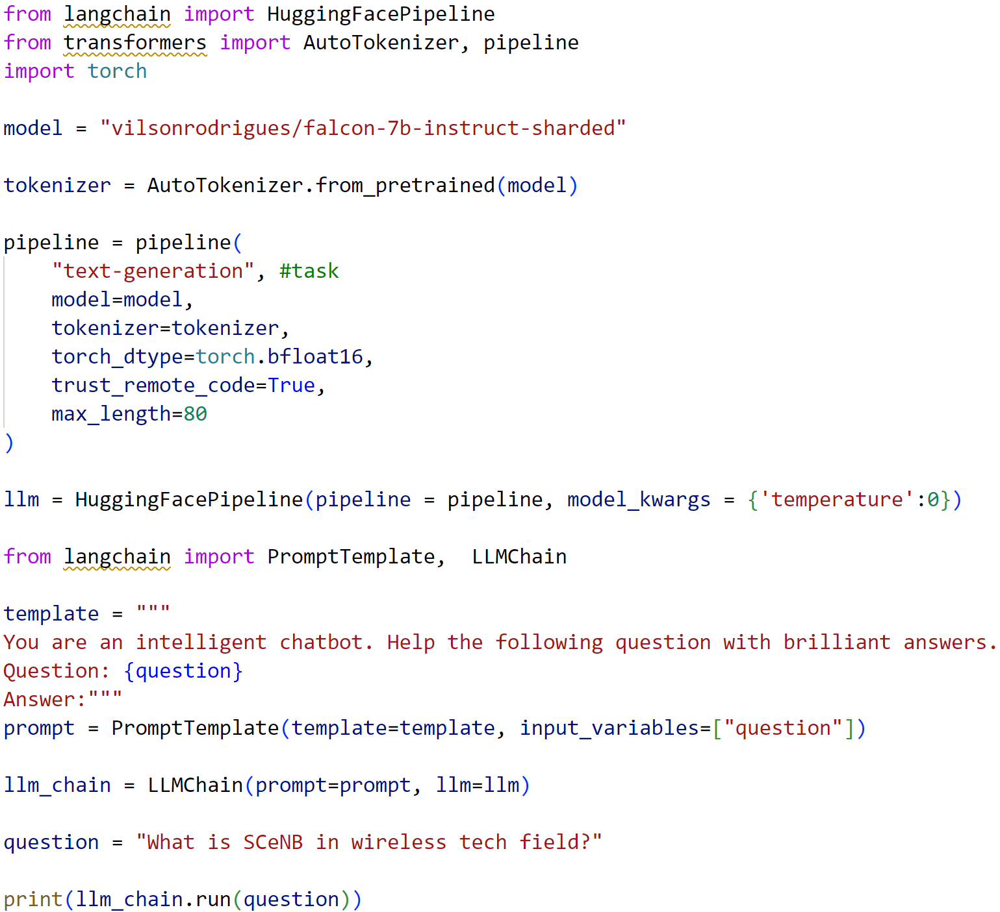 from langchain import HuggingFacePipeline
from transformers import AutoTokenizer, pipeline
import torch

model = "vilsonrodrigues/falcon-7b-instruct-sharded"

tokenizer = AutoTokenizer.from_pretrained(model)

pipeline = pipeline(
    "text-generation", #task
    model=model,
    tokenizer=tokenizer,
    torch_dtype=torch.bfloat16,
    trust_remote_code=True,
    max_length=80
)

llm = HuggingFacePipeline(pipeline = pipeline, model_kwargs = {'temperature':0})

from langchain import PromptTemplate,  LLMChain

template = """
You are an intelligent chatbot. Help the following question with brilliant answers.
Question: {question}
Answer:"""
prompt = PromptTemplate(template=template, input_variables=["question"])

llm_chain = LLMChain(prompt=prompt, llm=llm)

question = "What is SCeNB in wireless tech field?"

print(llm_chain.run(question))